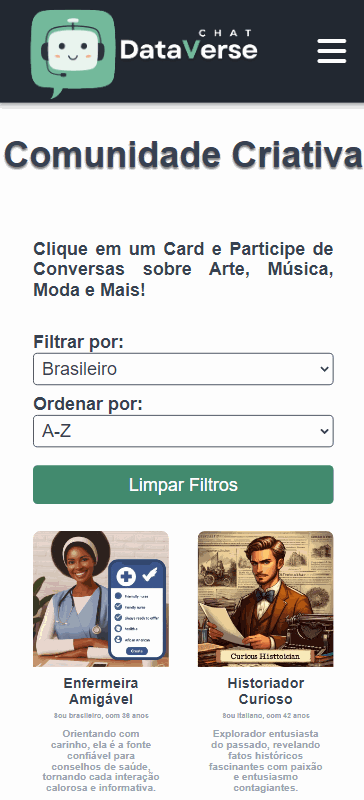 CHAT
DataVerse
Comunidade Criativa
Clique em um Card e Participe de
Conversas sobre Arte, Música,
Moda e Mais!
Filtrar por:
Brasileiro
Ordenar por:
A-Z
Limpar Filtros
Curious Histtoician
Enfermeira
Amigável
Sou brasileiro, com 38 anos
Orientando com
carinho, ela é a fonte
confiável para
conselhos de saúde,
tornando cada interação
calorosa e informativa.
Historiador
Curioso
Sou italiano, com 42 anos
Explorador entusiasta
do passado, revelando
fatos históricos
fascinantes com paixão
e entusiasmo
contagiantes.